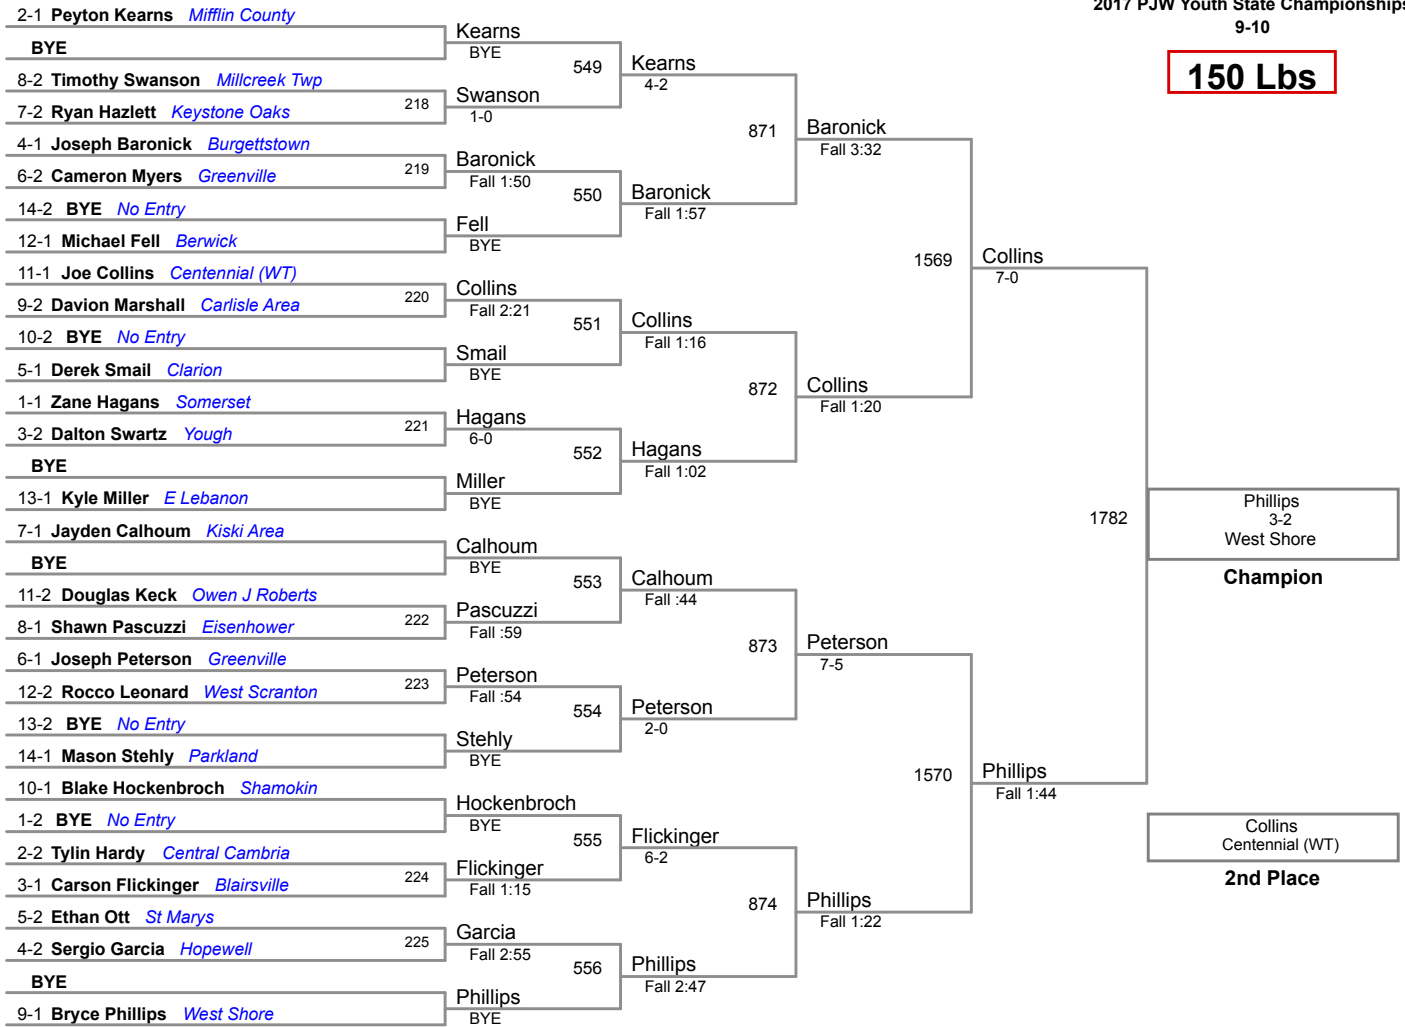 2017 PJW Youth State Championships
9-10
150 Lbs
2-1 Peyton Kearns Mifflin County
BYE
8-2 Timothy Swanson Millcreek Twp
7-2 Ryan Hazlett Keystone Oaks
4-1 Joseph Baronick Burgettstown
6-2 Cameron Myers Greenville
14-2 BYE No Entry
12-1 Michael Fell Berwick
11-1 Joe Collins Centennial (WT)
9-2 Davion Marshall Carlisle Area
10-2 BYE No Entry
5-1 Derek Smail Clarion
1-1 Zane Hagans Somerset
3-2 Dalton Swartz Yough
BYE
13-1 Kyle Miller E Lebanon
7-1 Jayden Calhoum Kiski Area
BYE
11-2 Douglas Keck Owen J Roberts
8-1 Shawn Pascuzzi Eisenhower
6-1 Joseph Peterson Greenville
12-2 Rocco Leonard West Scranton
13-2 BYE No Entry
14-1 Mason Stehly Parkland
10-1 Blake Hockenbroch Shamokin
1-2 BYE No Entry
2-2 Tylin Hardy Central Cambria
3-1 Carson Flickinger Blairsville
5-2 Ethan Ott St Marys
4-2 Sergio Garcia Hopewell
BYE
9-1 Bryce Phillips West Shore
218
219
220
221
222
223
224
225
Kearns
BYE
Swanson
1-0
Baronick
Fall 1:50
Fell
BYE
Collins
Fall 2:21
Smail
BYE
Hagans
6-0
Miller
BYE
Calhoum
BYE
Pascuzzi
Fall :59
Peterson
Fall :54
Stehly
BYE
Hockenbroch
BYE
Flickinger
Fall 1:15
Garcia
Fall 2:55
Phillips
BYE
549
550
551
552
553
554
555
556
Kearns
4-2
Baronick
Fall 1:57
Collins
Fall 1:16
Hagans
Fall 1:02
Calhoum
Fall :44
Peterson
2-0
Flickinger
6-2
Phillips
Fall 2:47
871
872
873
874
Baronick
Fall 3:32
Collins
Fall 1:20
Peterson
7-5
Phillips
Fall 1:22
1569
1570
Collins
7-0
Phillips
Fall 1:44
1782
Phillips
3-2
West Shore
Champion
Collins
Centennial (WT)
2nd Place